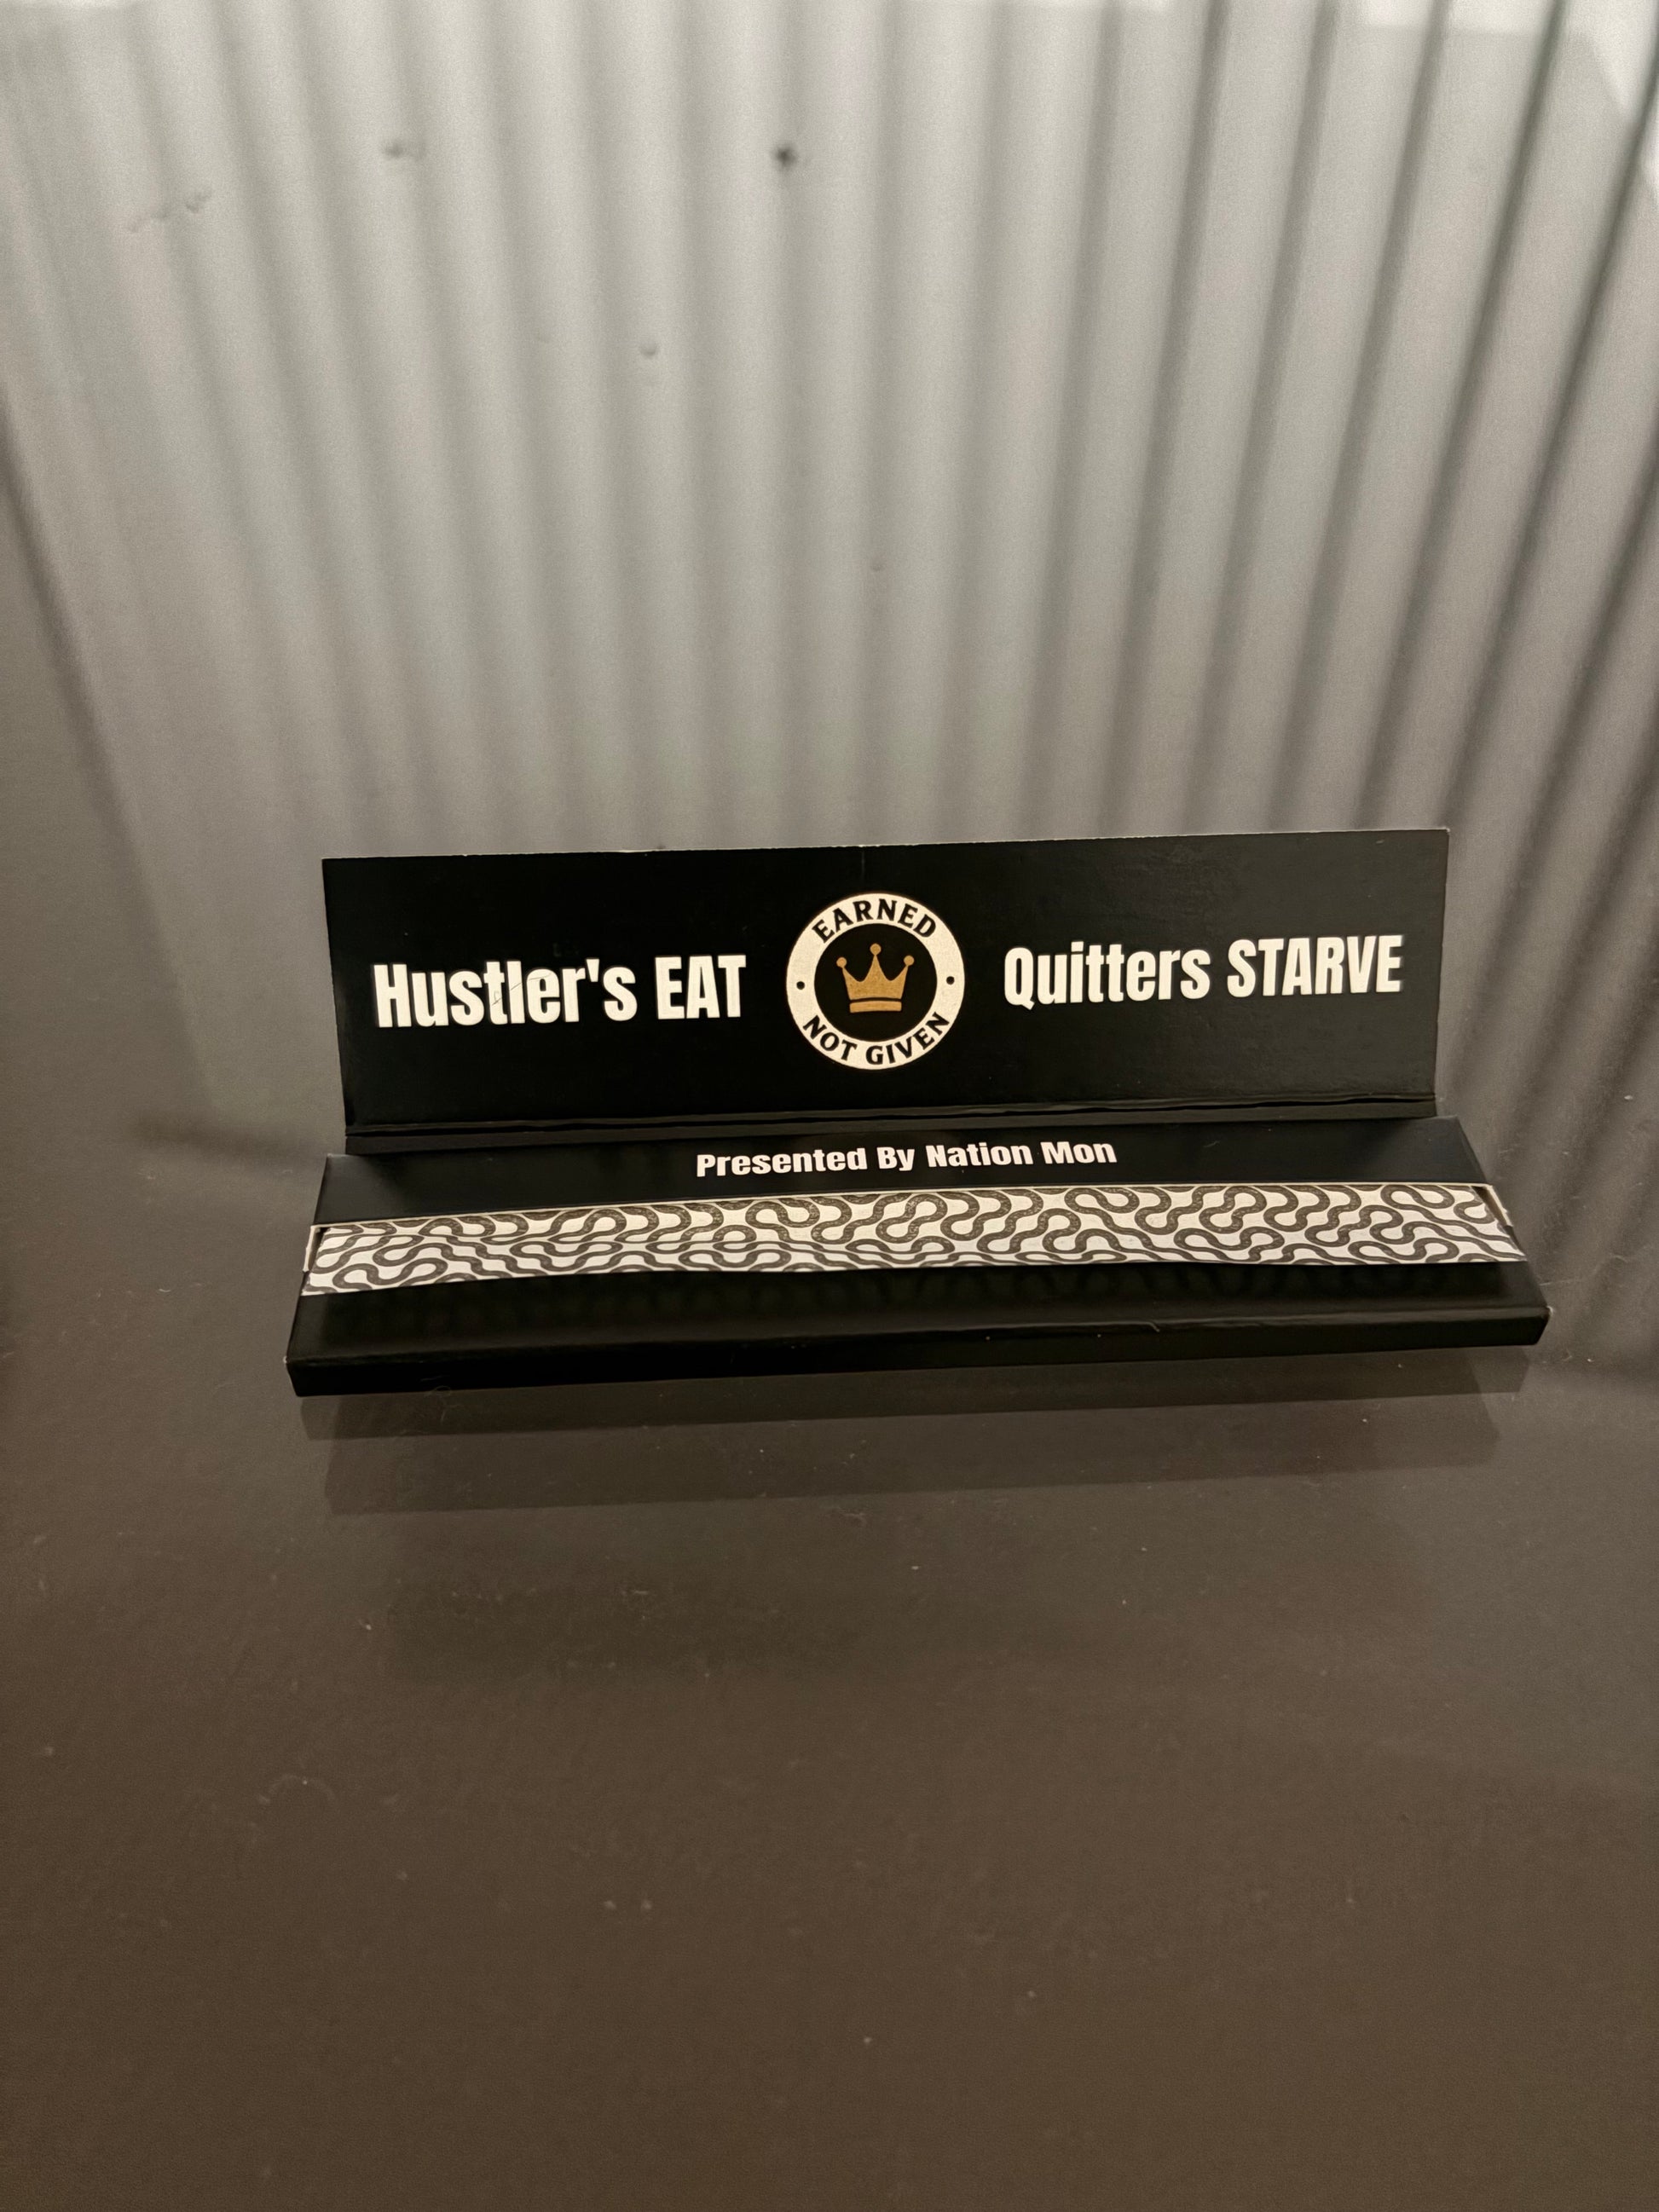 Hustler's EAT
EARNED
NOT GIVEN
Quitters STARVE
Presented By Nation Mon